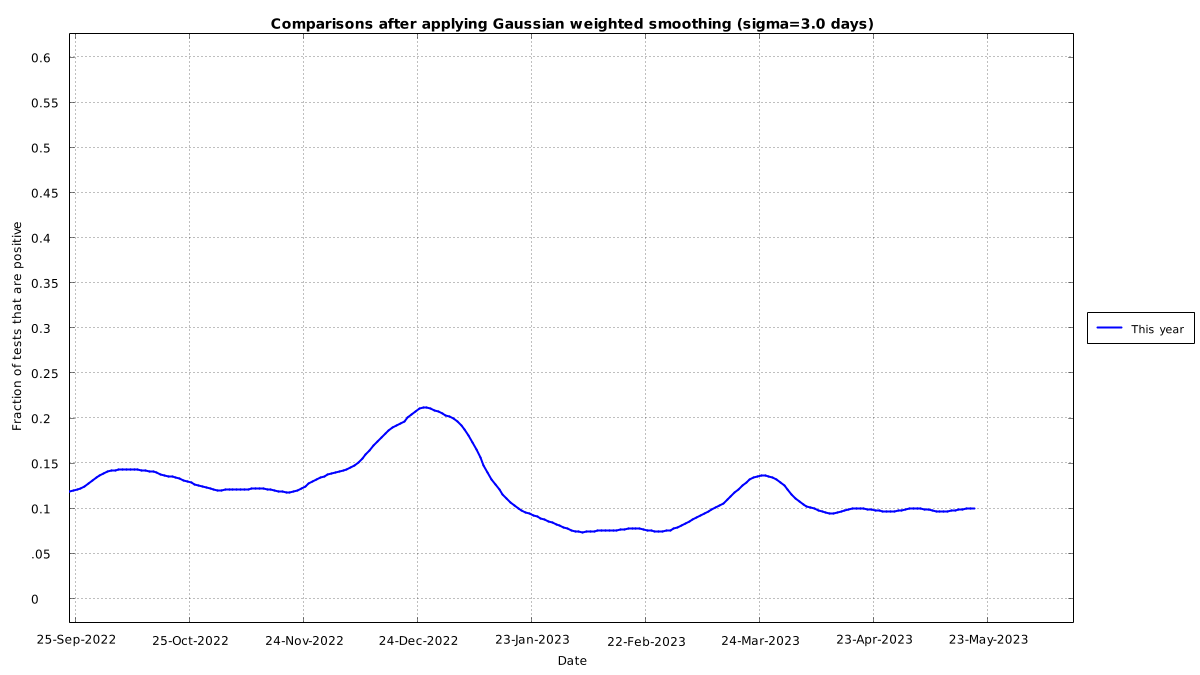 Comparisons after applying Gaussian weighted smoothing (sigma=3.0 days)
0.6
0.55
0.5
0.45
0.4
0.35
0.3
0.25
0.2
0.15
0.1
.05
0
Fraction of tests that are positive
25-Sep-2022 25-Oct-2022 24-Nov-2022 24-Dec-2022 23-Jan-2023 22-Feb-2023 24-Mar-2023 23-Apr-2023 23-May-2023
Date
This year